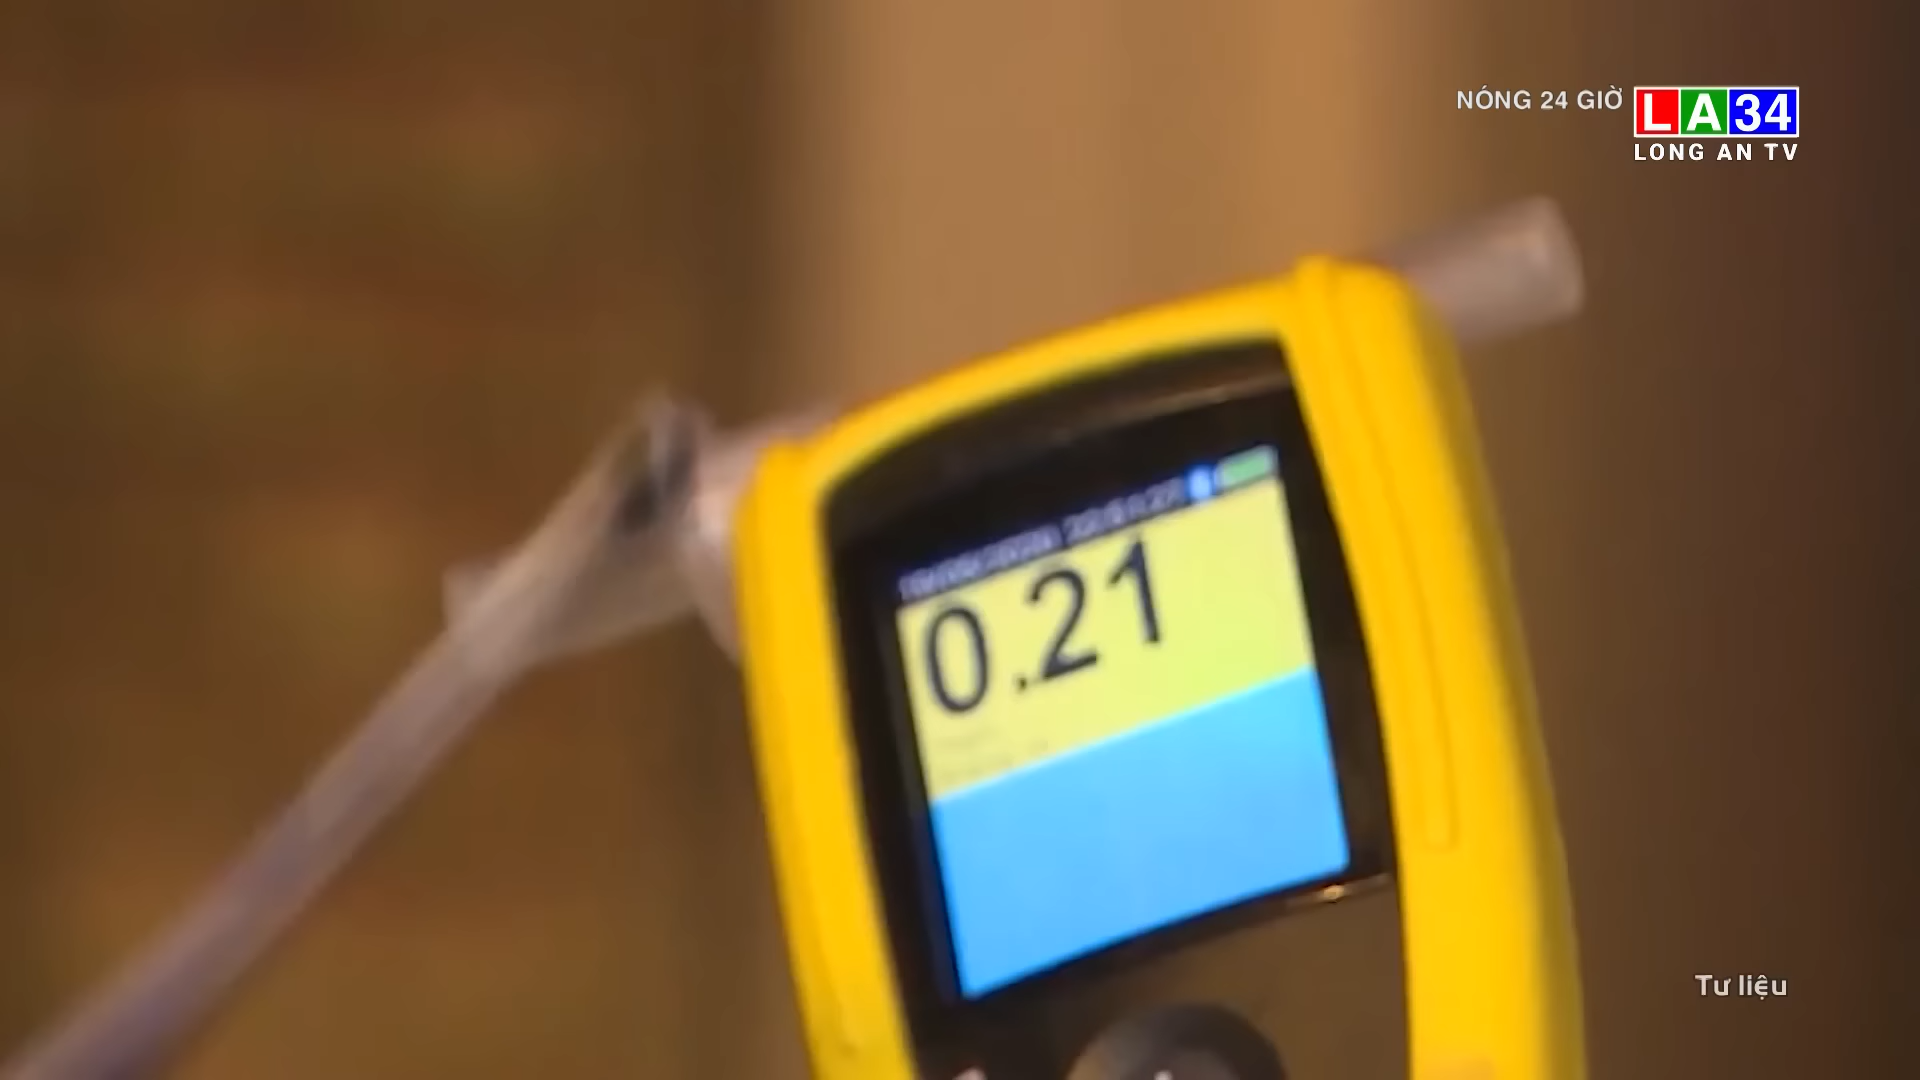 NÓNG 24 GIỜ
LA34
LONG AN TV
0.21
Tư liệu